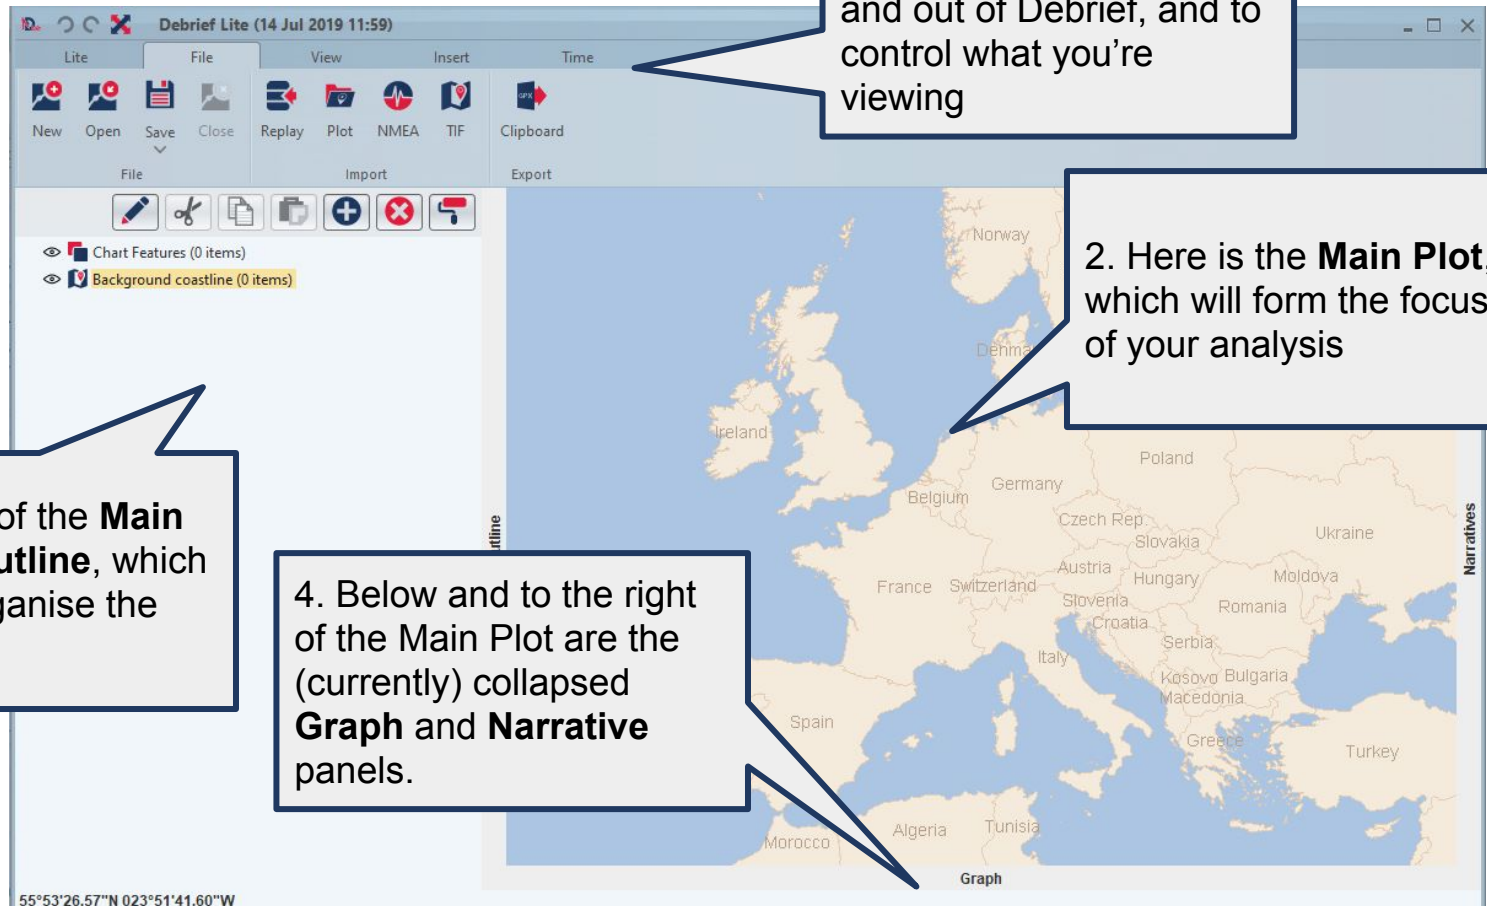 Debrief Lite (14 Jul 2019 11:59)
and out of Debrief, and to
control what you're
viewing
Lite File View Insert Time
New Open Save Close Replay Plot NMEA TIF Clipboard
File Import Export
Chart Features (0 items)
Background coastline (0 items)
2. Here is the Main Plot,
which will form the focus
of your analysis
of the Main
utline, which
ganise the
4. Below and to the right
of the Main Plot are the
(currently) collapsed
Graph and Narrative
panels.
utline
Norway
Denma
Ireland
Poland
Germany
Belgium
Czech Rep.
Slovakia
Ukraine
Austria
Hungary
Moldova
France
Switzerland
Slovenia
Romania
Croatia
Serbia
Italy
Kosovo
Bulgaria
Macedonia
Spain
Greece
Turkey
Algeria
Tunisia
Morocco
Narratives
Graph
55°53'26.57"N 023°51'41.60"W